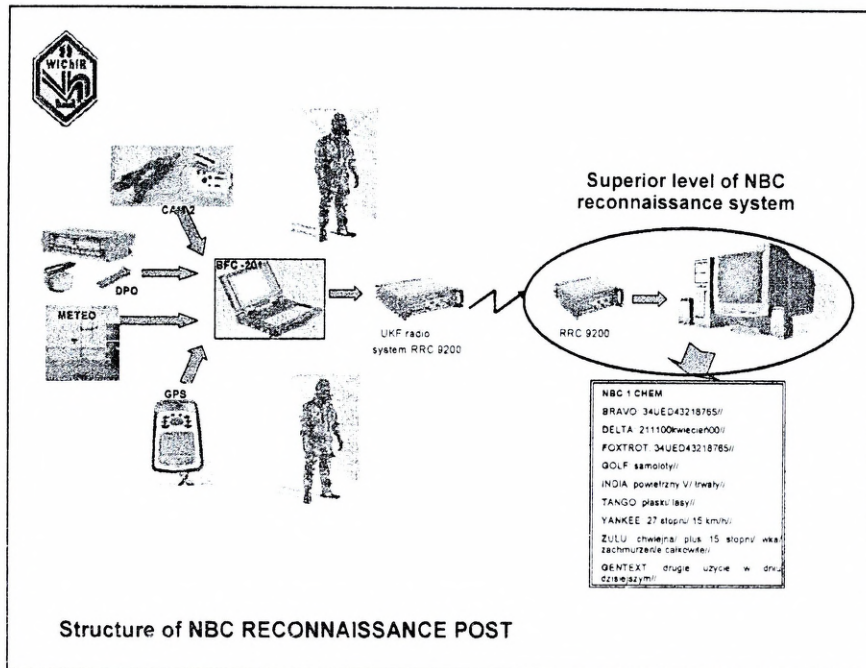 WIChiR
Superior level of NBC
reconnaissance system
CAM 2
DPO
BFC -201
METEO
GPS
UKF radio
system RRC 9200
RRC 9200
NBC 1 CHEM
BRAVO 34UED43218765//
DELTA 211100kwiecień00//
FOXTROT 34UED43218765//
GOLF samoloty//
INDIA powietrzny V/ trwały//
TANGO płaski/ lasy//
YANKEE 27 stopni/ 15 km/h//
ZULU chwiejna/ plus 15 stopni/
zachmurzenie całkowite//
GENTEXT drugie użycie w dniu
dzisiejszym//
Structure of NBC RECONNAISSANCE POST